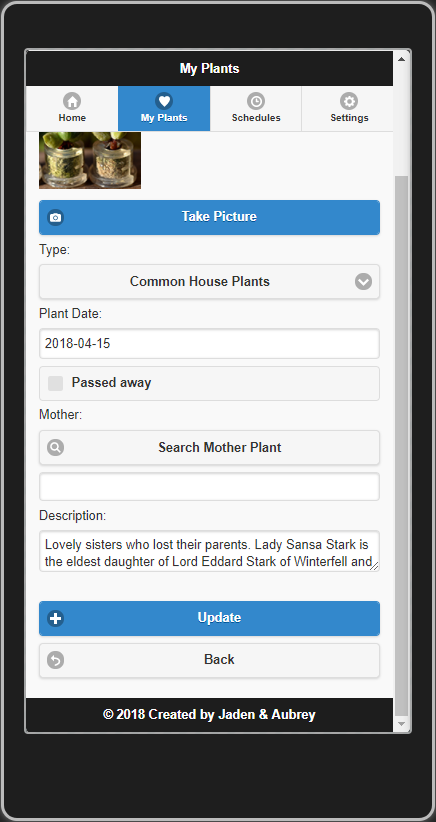 My Plants
Home
My Plants
Schedules
Settings
Take Picture
Type:
Common House Plants
Plant Date:
2018-04-15
Passed away
Mother:
Search Mother Plant
Description:
Lovely sisters who lost their parents. Lady Sansa Stark is
the eldest daughter of Lord Eddard Stark of Winterfell and
Update
Back
© 2018 Created by Jaden & Aubrey